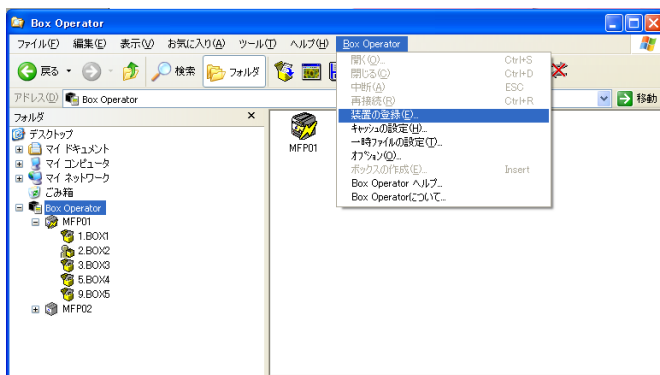 Box Operator
ファイル(F) 編集(E) 表示(V) お気に入り(A) ツール(T) ヘルプ(H) Box Operator
戻る 検索 フォルダ
アドレス(D) Box Operator 移動
フォルダ ×
デスクトップ
マイ ドキュメント
マイ コンピュータ
マイ ネットワーク
ごみ箱
Box Operator
MFP01
1.BOX1
2.BOX2
3.BOX3
5.BOX4
9.BOX5
MFP02
MFP01
開く(O)... Ctrl+S
閉じる(C) Ctrl+D
中断(A) ESC
再接続(R) Ctrl+R
装置の登録(F)...
キャッシュの設定(H)...
一時ファイルの設定(T)...
オプション(O)...
ボックスの作成(E)... Insert
Box Operator ヘルプ...
Box Operatorについて...